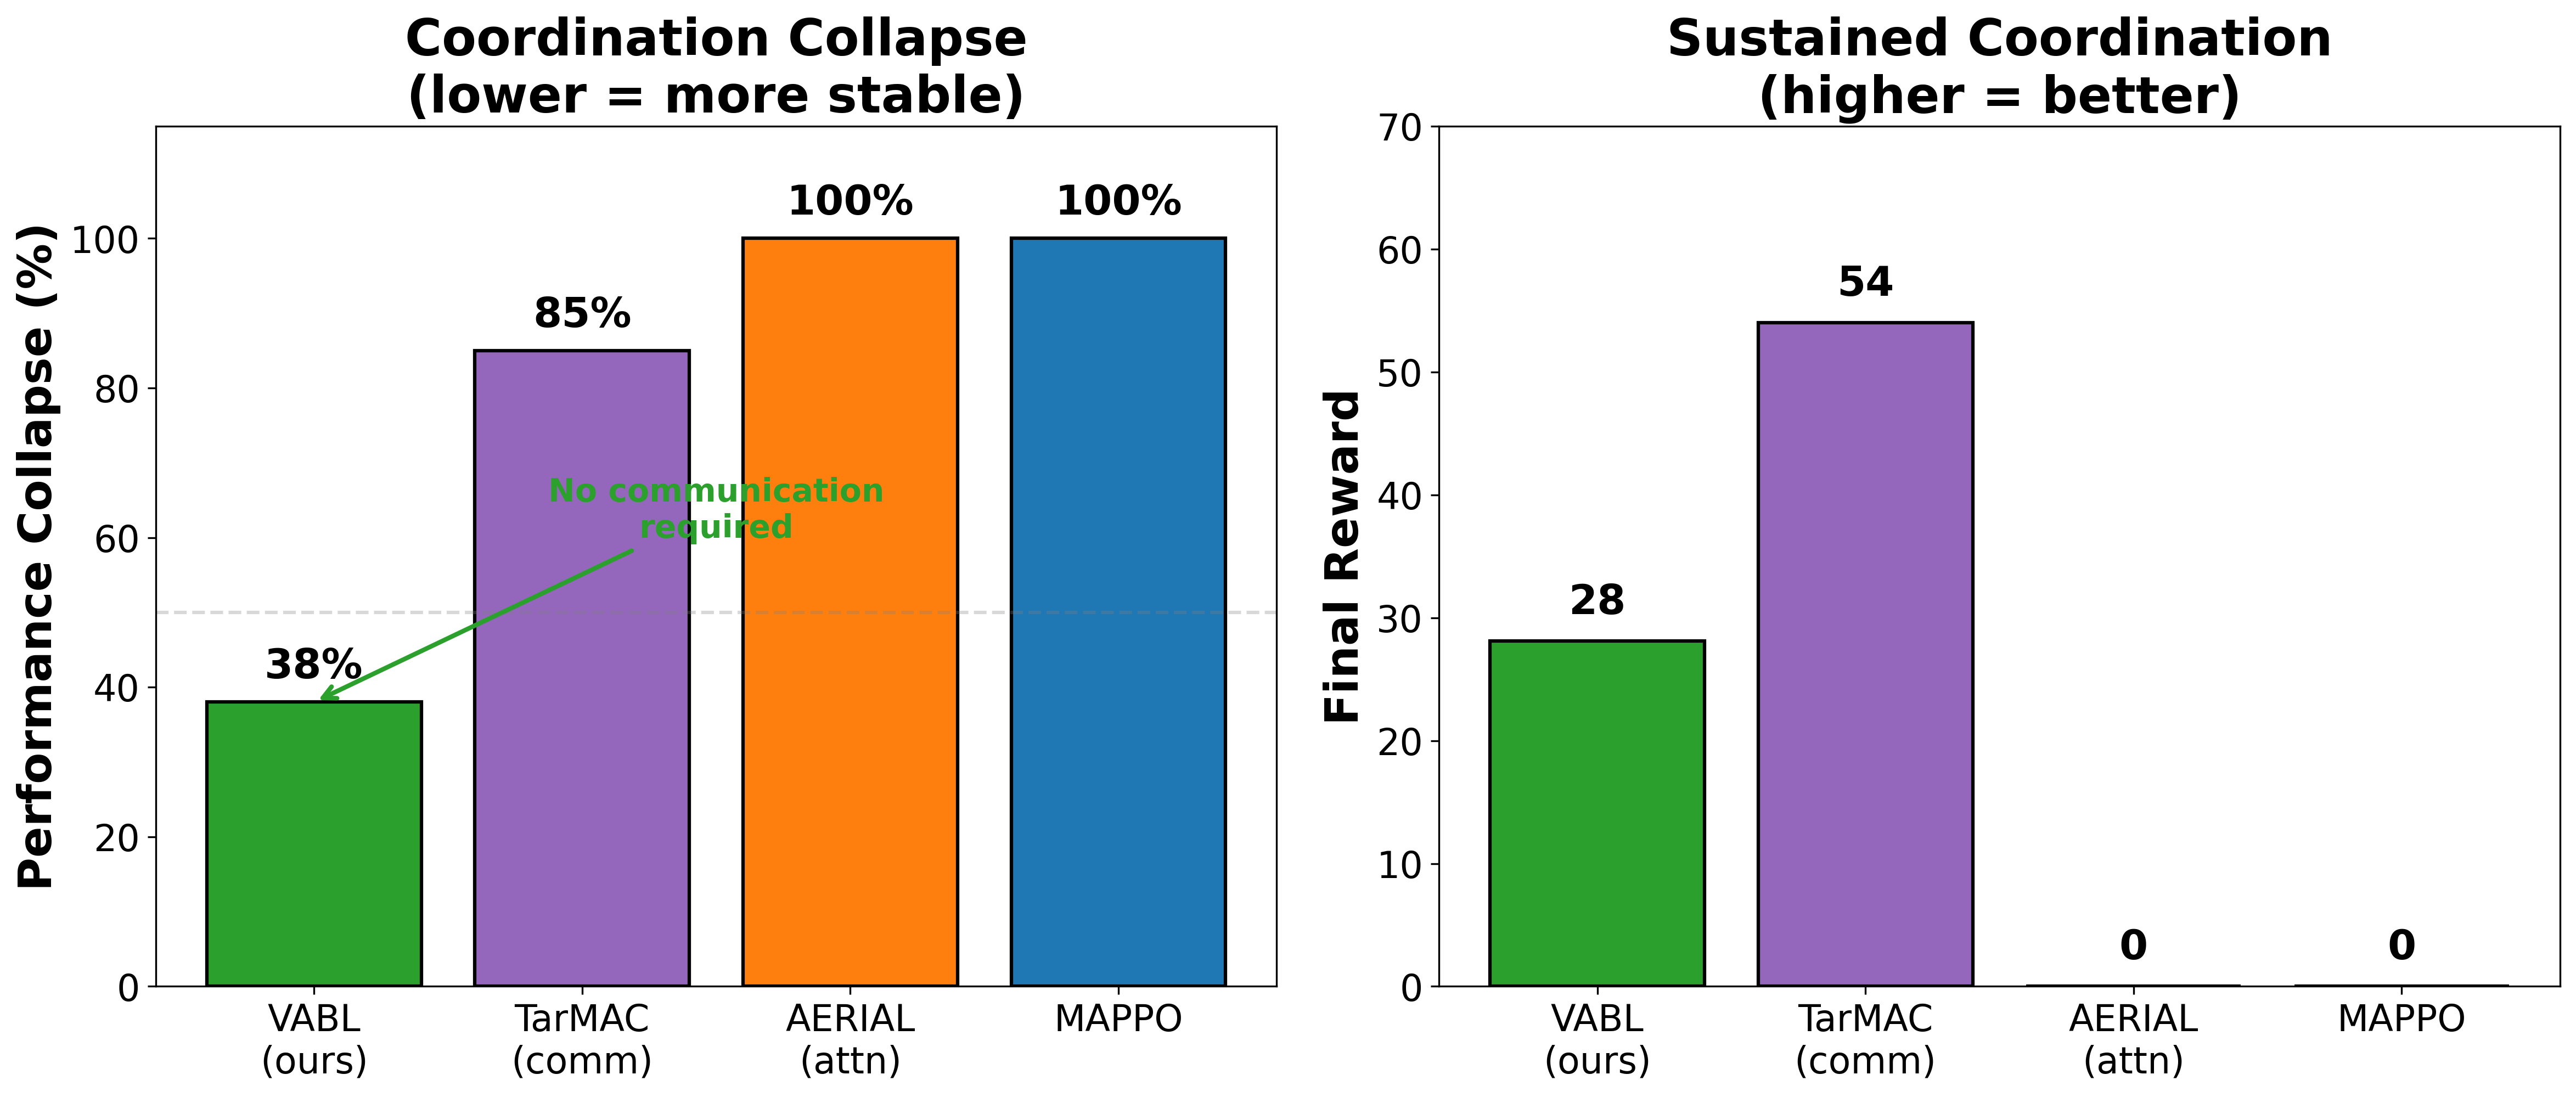 Coordination Collapse
(lower = more stable)
Performance Collapse (%)
100
80
60
40
20
0
38%
85%
100%
100%
No communication
required
VABL
(ours)
TarMAC
(comm)
AERIAL
(attn)
MAPPO
Sustained Coordination
(higher = better)
Final Reward
70
60
50
40
30
20
10
0
28
54
0
0
VABL
(ours)
TarMAC
(comm)
AERIAL
(attn)
MAPPO